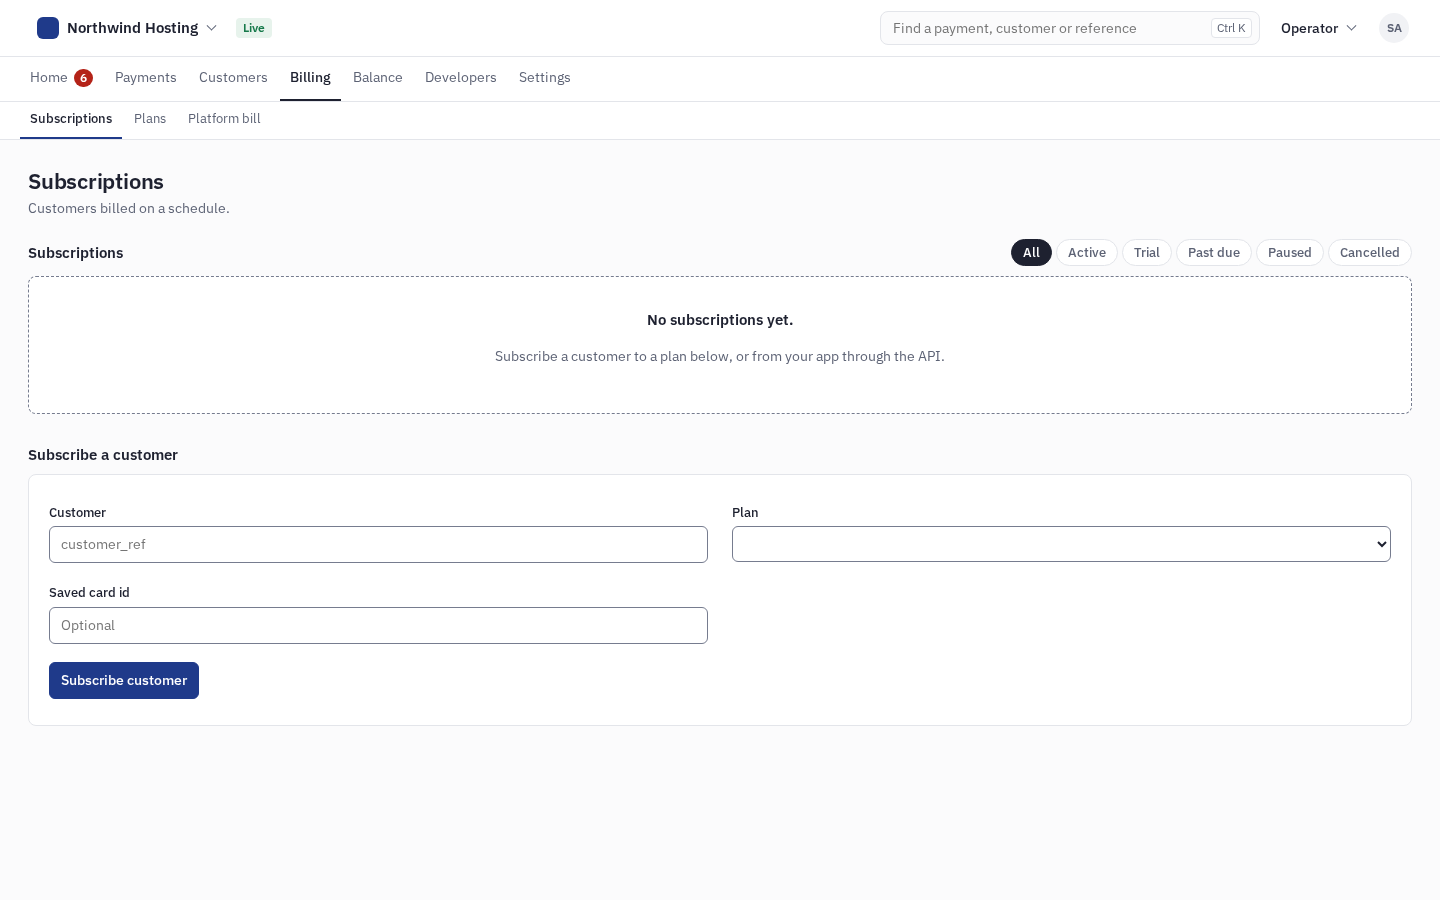 Northwind Hosting
Live
Find a payment, customer or reference
Ctrl K
Operator
SA
Home 6
Payments
Customers
Billing
Balance
Developers
Settings
Subscriptions
Plans
Platform bill
Subscriptions
Customers billed on a schedule.
Subscriptions
All
Active
Trial
Past due
Paused
Cancelled
No subscriptions yet.
Subscribe a customer to a plan below, or from your app through the API.
Subscribe a customer
Customer
customer_ref
Plan
Saved card id
Optional
Subscribe customer